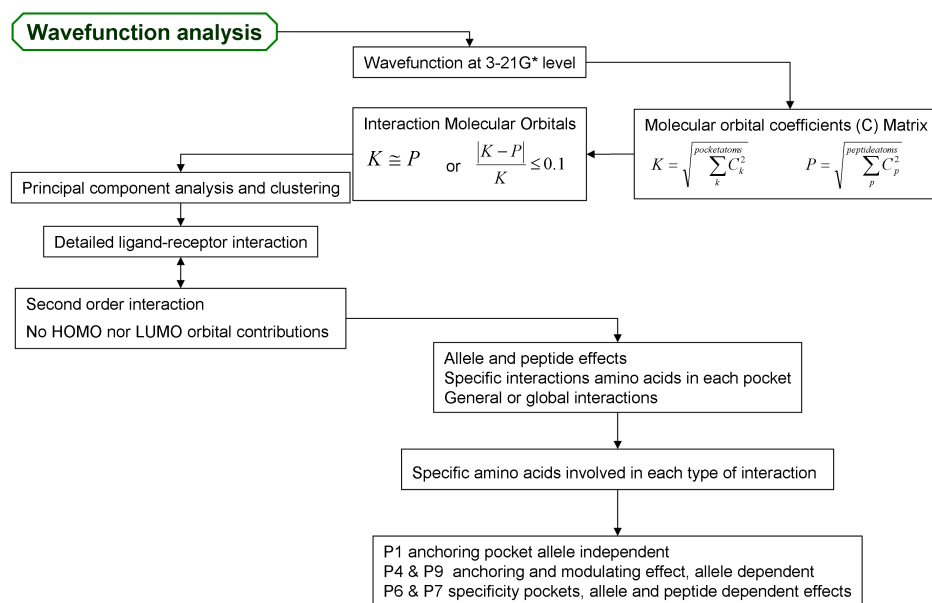 Wavefunction analysis
Wavefunction at 3-21G* level
Molecular orbital coefficients (C) Matrix
K = √(pocketatoms ∑ k C_k^2)
P = √(peptideatoms ∑ p C_p^2)
Interaction Molecular Orbitals
K ≅ P or |K − P| / K ≤ 0.1
Principal component analysis and clustering
Detailed ligand-receptor interaction
Second order interaction
No HOMO nor LUMO orbital contributions
Allele and peptide effects
Specific interactions amino acids in each pocket
General or global interactions
Specific amino acids involved in each type of interaction
P1 anchoring pocket allele independent
P4 & P9 anchoring and modulating effect, allele dependent
P6 & P7 specificity pockets, allele and peptide dependent effects